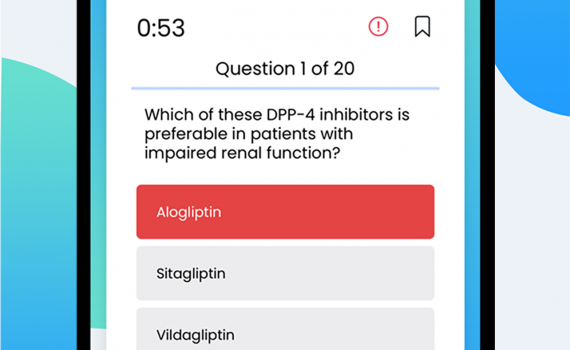 0:53
Question 1 of 20
Which of these DPP-4 inhibitors is
preferable in patients with
impaired renal function?
Alogliptin
Sitagliptin
Vildagliptin